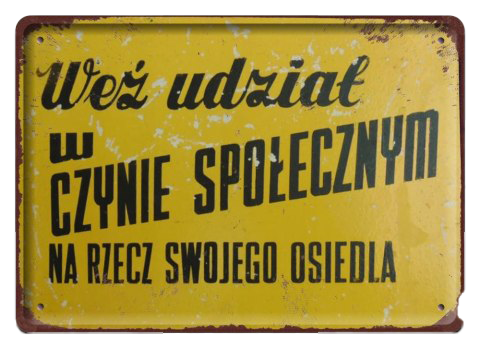 Weź udział
w
CZYNIE SPOŁECZNYM
NA RZECZ SWOJEGO OSIEDLA